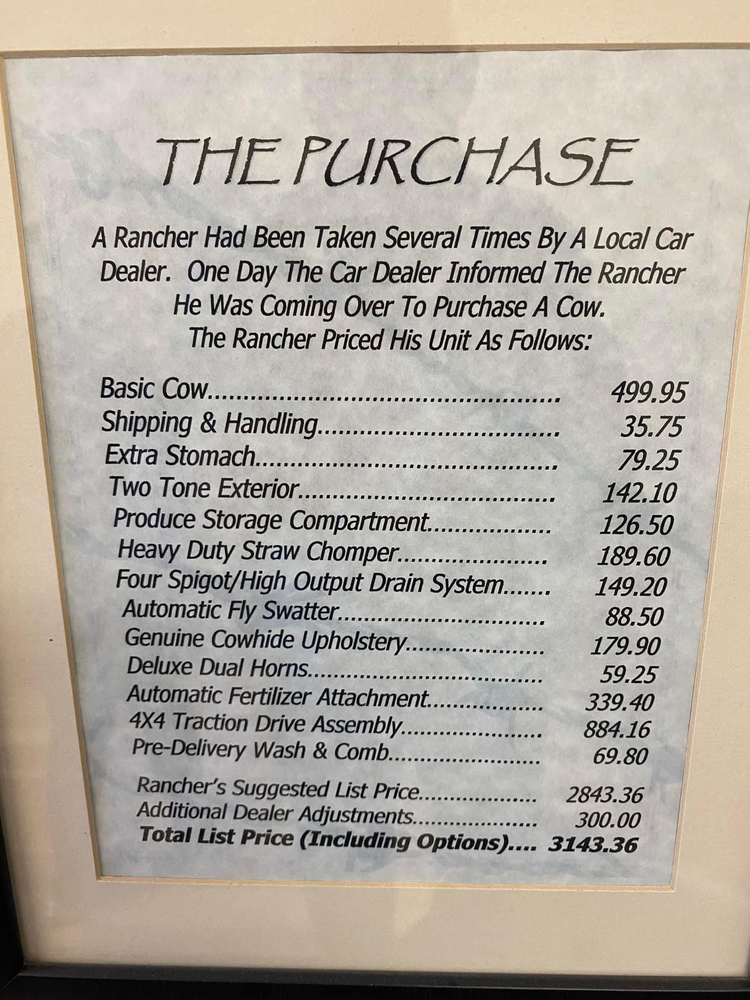 THE PURCHASE
A Rancher Had Been Taken Several Times By A Local Car
Dealer. One Day The Car Dealer Informed The Rancher
He Was Coming Over To Purchase A Cow.
The Rancher Priced His Unit As Follows:
Basic Cow.................................................... 499.95
Shipping & Handling................................... 35.75
Extra Stomach............................................. 79.25
Two Tone Exterior...................................... 142.10
Produce Storage Compartment.................. 126.50
Heavy Duty Straw Chomper...................... 189.60
Four Spigot/High Output Drain System....... 149.20
Automatic Fly Swatter............................... 88.50
Genuine Cowhide Upholstery.................... 179.90
Deluxe Dual Horns................................... 59.25
Automatic Fertilizer Attachment................. 339.40
4X4 Traction Drive Assembly..................... 884.16
Pre-Delivery Wash & Comb...................... 69.80
Rancher's Suggested List Price.................. 2843.36
Additional Dealer Adjustments................... 300.00
Total List Price (Including Options).... 3143.36